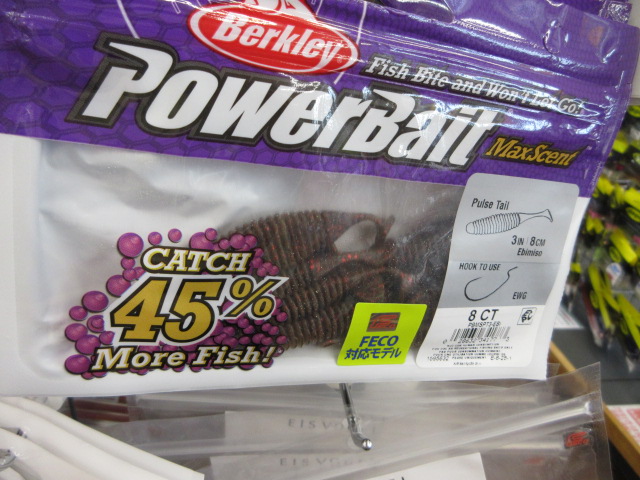 Berkley
PowerBait
Fish Bite and Won't Let Go!
MaxScent
Pulse Tail
3IN / 8CM
Ebimiso
HOOK TO USE
EWG
8 CT
CATCH
45%
More Fish!
FECO
対応モデル